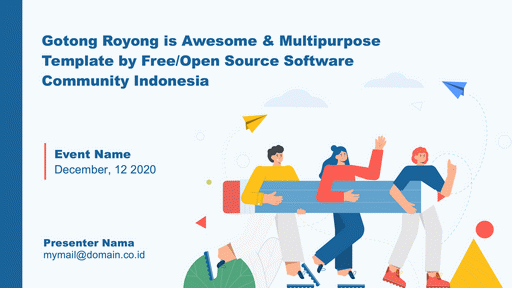 Gotong Royong is Awesome & Multipurpose
Template by Free/Open Source Software
Community Indonesia
Event Name
December, 12 2020
Presenter Nama
mymail@domain.co.id